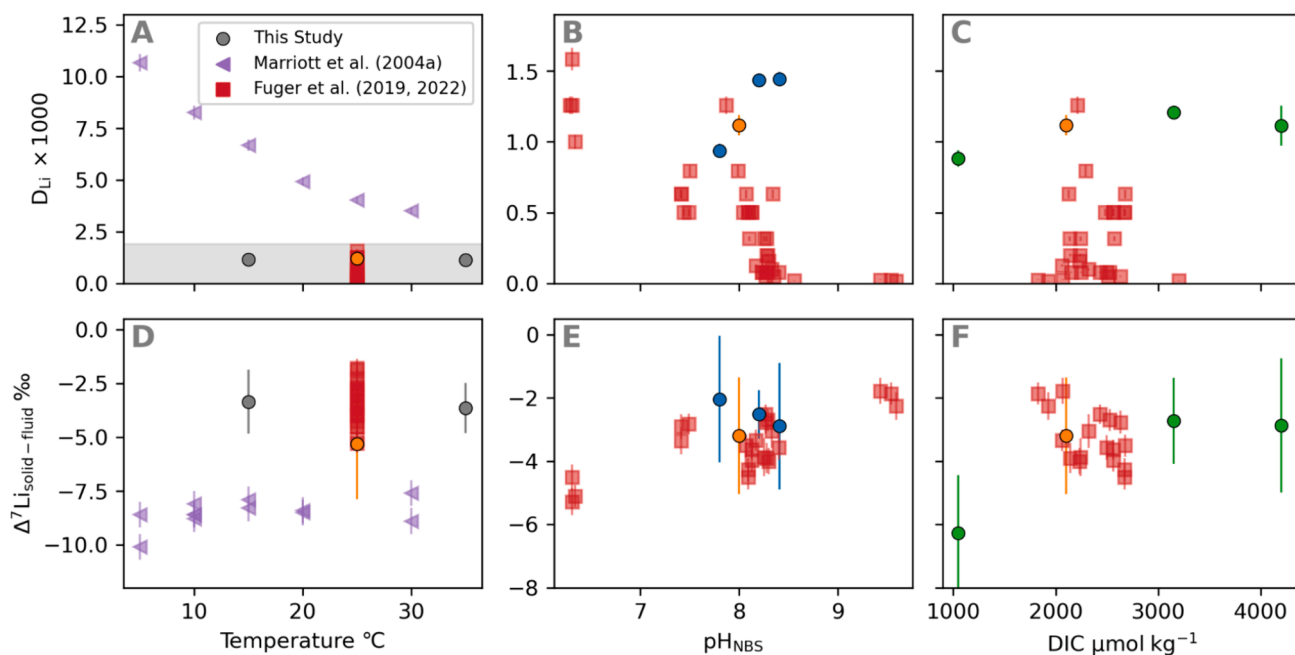 A
This Study
Marriott et al. (2004a)
Fuger et al. (2019, 2022)
12.5
10.0
7.5
5.0
2.5
0.0
D_Li × 1000
B
1.5
1.0
0.5
0.0
C
D
0.0
−2.5
−5.0
−7.5
−10.0
Δ⁷Li_solid−fluid ‰
10 20 30
Temperature °C
E
−2
−4
−6
−8
7 8 9
pH_NBS
F
1000 2000 3000 4000
DIC μmol kg⁻¹